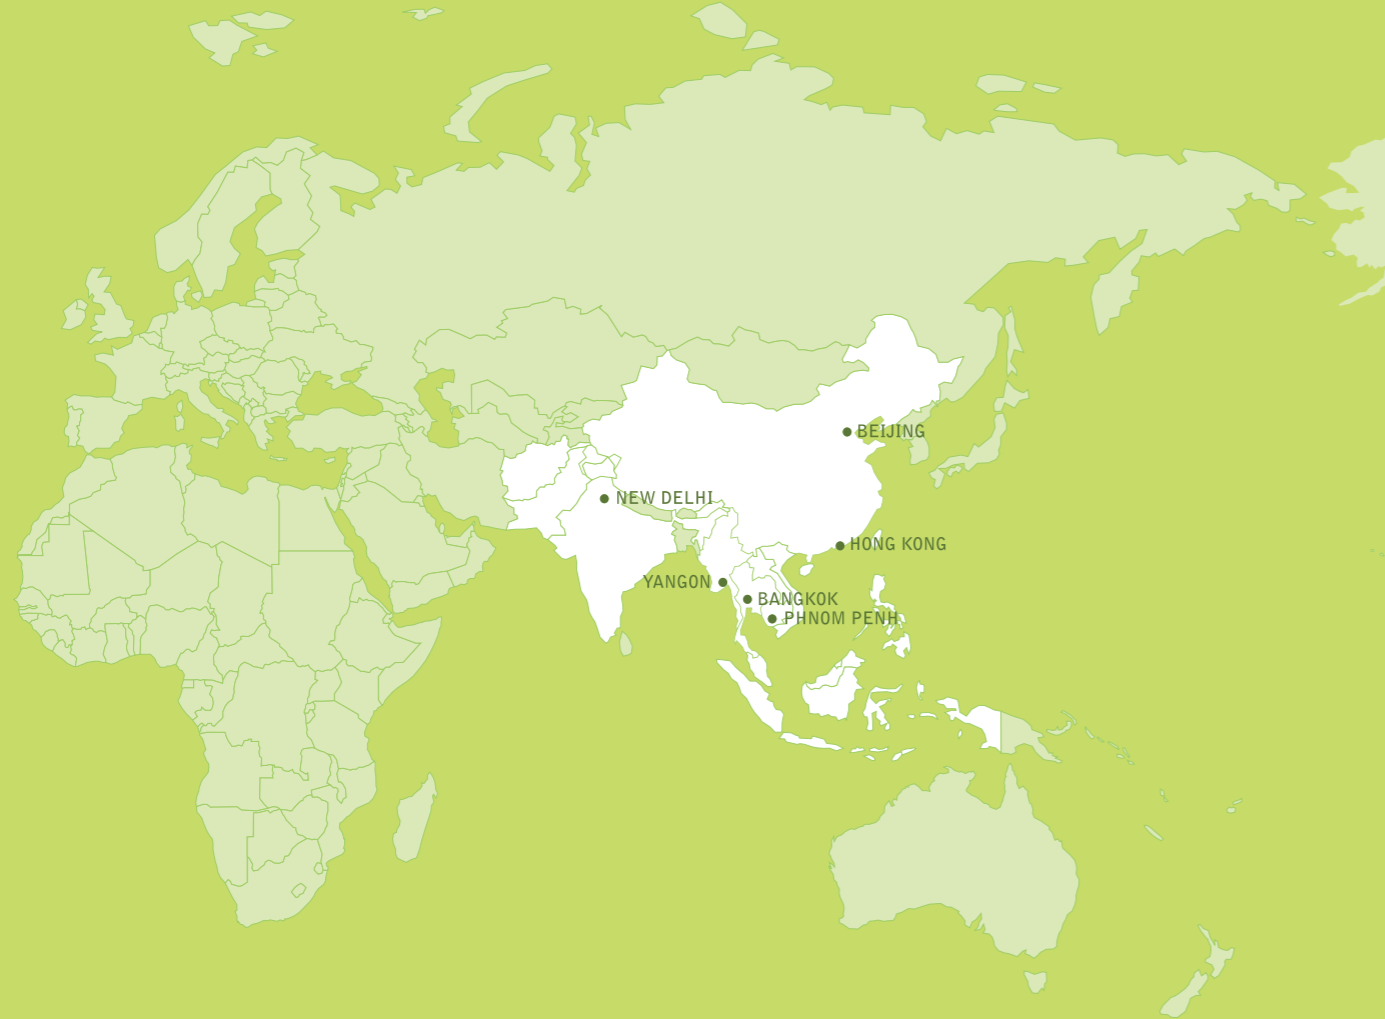 BEIJING
NEW DELHI
HONG KONG
YANGON
BANGKOK
PHNOM PENH